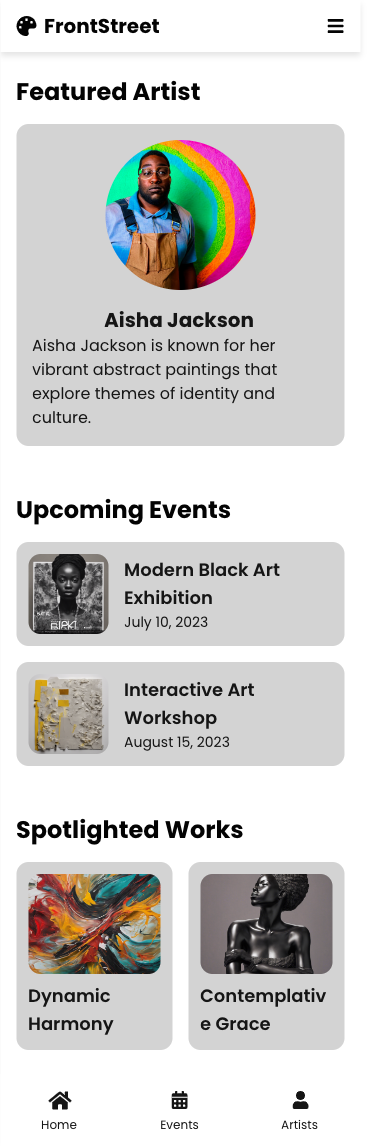 FrontStreet
Featured Artist
Aisha Jackson
Aisha Jackson is known for her
vibrant abstract paintings that
explore themes of identity and
culture.
Upcoming Events
Modern Black Art
Exhibition
July 10, 2023
Interactive Art
Workshop
August 15, 2023
Spotlighted Works
Dynamic
Harmony
Contemplativ
e Grace
Home
Events
Artists